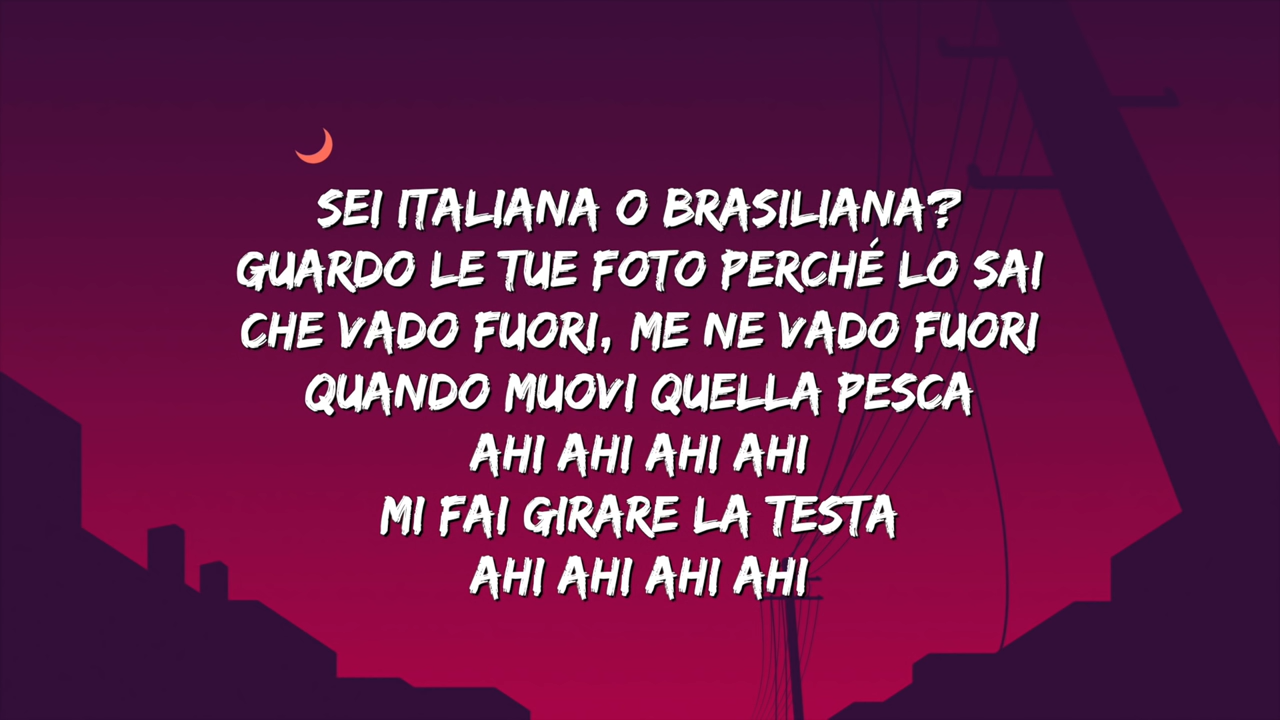 SEI ITALIANA O BRASILIANA?
GUARDO LE TUE FOTO PERCHÉ LO SAI
CHE VADO FUORI, ME NE VADO FUORI
QUANDO MUOVI QUELLA PESCA
AHI AHI AHI AHI
MI FAI GIRARE LA TESTA
AHI AHI AHI AHI